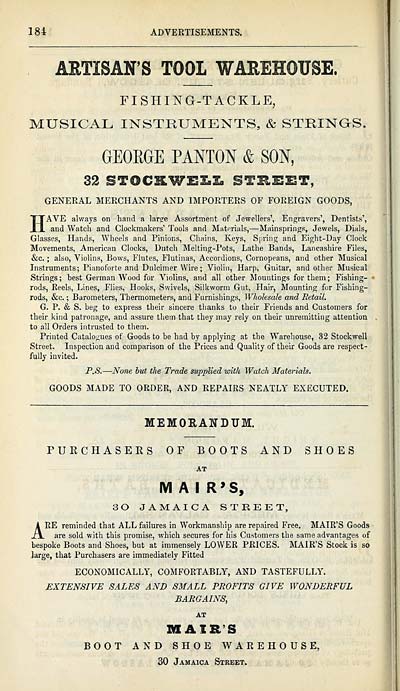 184 ADVERTISEMENTS.
ARTISAN'S TOOL WAREHOUSE.
FISHING-TACKLE,
MUSICAL INSTRUMENTS, & STRINGS.
GEORGE PANTON & SON,
32 STOCKWELL STREET,
GENERAL MERCHANTS AND IMPORTERS OF FOREIGN GOODS,
HAVE always on hand a large Assortment of Jewellers', Engravers', Dentists',
and Watch and Clockmakers' Tools and Materials,—Mainsprings, Jewels, Dials,
Glasses, Hands, Wheels and Pinions, Chains, Keys, Spring and Eight-Day Clock
Movements, American Clocks, Dutch Melting-Pots, Lathe Bands, Lancashire Files,
&c. ; also, Violins, Bows, Flutes, Flutinas, Accordions, Cornopeans, and other Musical
Instruments; Pianoforte and Dulcimer Wire; Violin, Harp, Guitar, and other Musical
Strings; best German Wood for Violins, and all other Mountings for them; Fishing-
rods, Reels, Lines, Flies, Hooks, Swivels, Silkworm Gut, Hair, Mounting for Fishing-
rods, &c. ; Barometers, Thermometers, and Furnishings, Wholesale and Retail.
G. P. & S. beg to express their sincere thanks to their Friends and Customers for
their kind patronage, and assure them that they may rely on their unremitting attention
to all Orders intrusted to them.
Printed Catalogues of Goods to be had by applying at the Warehouse, 32 Stockwell
Street. Inspection and comparison of the Prices and Quality of their Goods are respect-
fully invited.
P.S.—None but the Trade supplied with Watch Materials.
GOODS MADE TO ORDER, AND REPAIRS NEATLY EXECUTED.
MEMORANDUM.
PURCHASERS OF BOOTS AND SHOES
AT
MAIR'S,
30 JAMAICA STREET,
ARE reminded that ALL failures in Workmanship are repaired Free. MAIR'S Goods
are sold with this promise, which secures for his Customers the same advantages of
bespoke Boots and Shoes, but at immensely LOWER PRICES. MAIR'S Stock is so
large, that Purchasers are immediately Fitted
ECONOMICALLY, COMFORTABLY, AND TASTEFULLY.
EXTENSIVE SALES AND SMALL PROFITS GIVE WONDERFUL
BARGAINS,
AT
MAIR'S
BOOT AND SHOE WAREHOUSE,
30 JAMAICA STREET.